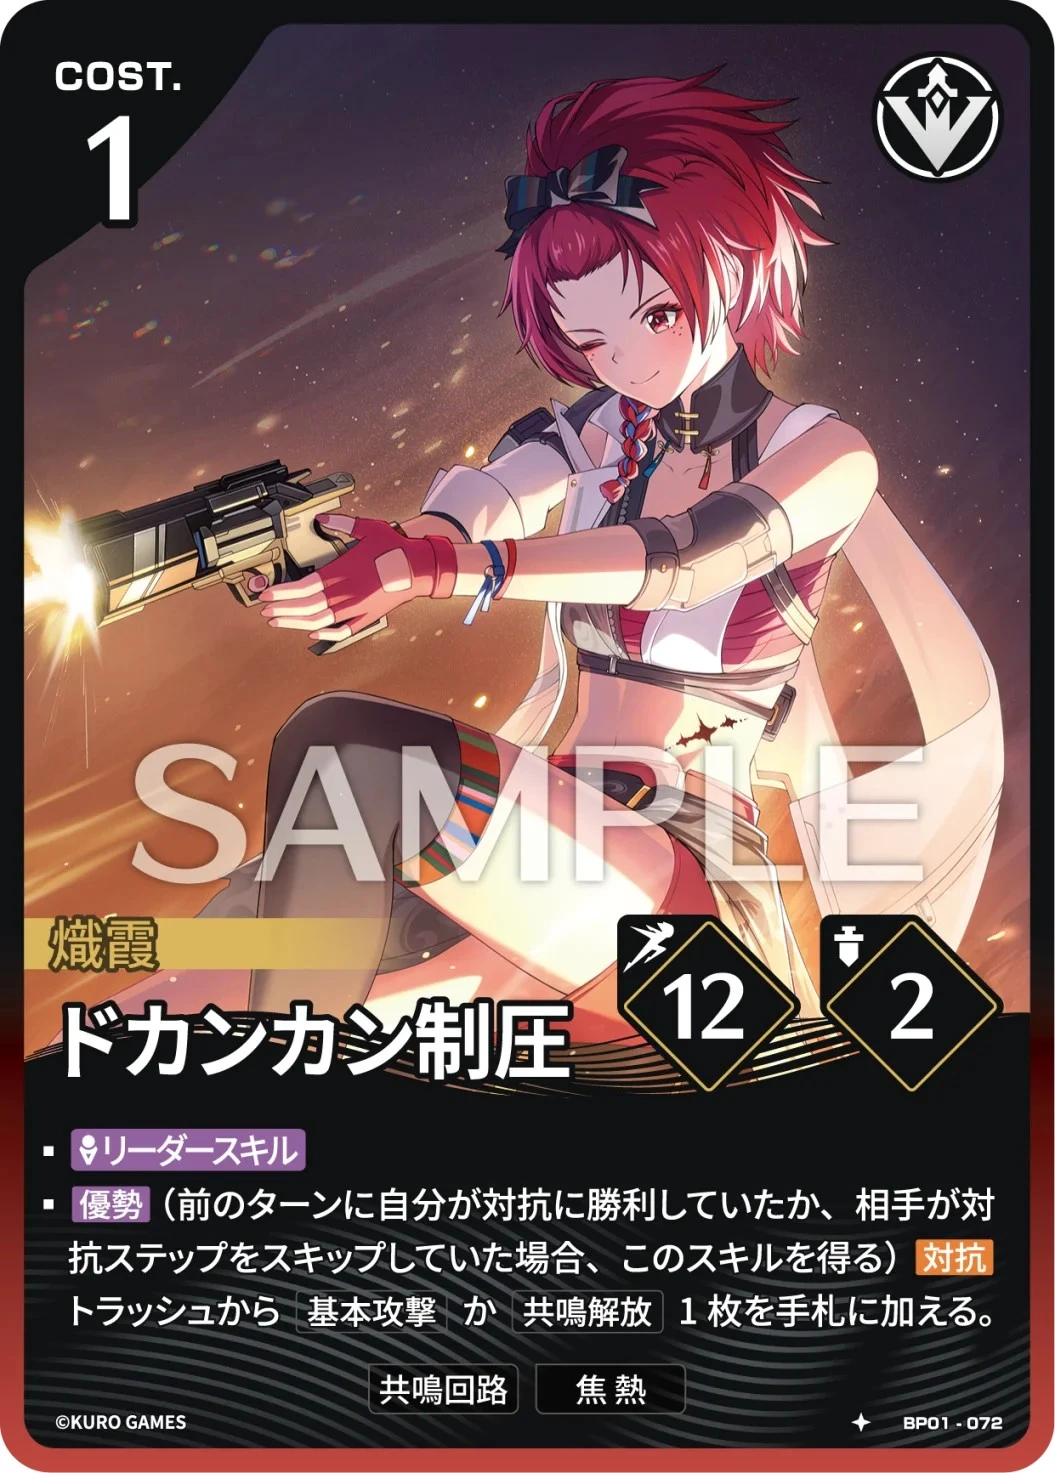 COST.
1
SAMPLE
熾霞
12
2
ドカンカン制圧
▪ リーダースキル
▪ 優勢（前のターンに自分が対抗に勝利していたか、相手が対
抗ステップをスキップしていた場合、このスキルを得る）対抗
トラッシュから 基本攻撃 か 共鳴解放 1 枚を手札に加える。
共鳴回路 焦熱
©KURO GAMES
BP01 - 072